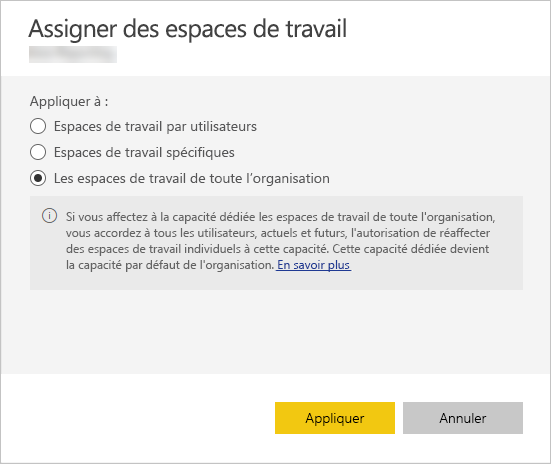 Assigner des espaces de travail
Appliquer à :
Espaces de travail par utilisateurs
Espaces de travail spécifiques
Les espaces de travail de toute l’organisation
Si vous affectez à la capacité dédiée les espaces de travail de toute l'organisation,
vous accordez à tous les utilisateurs, actuels et futurs, l'autorisation de réaffecter
des espaces de travail individuels à cette capacité. Cette capacité dédiée devient
la capacité par défaut de l'organisation. En savoir plus
Appliquer
Annuler